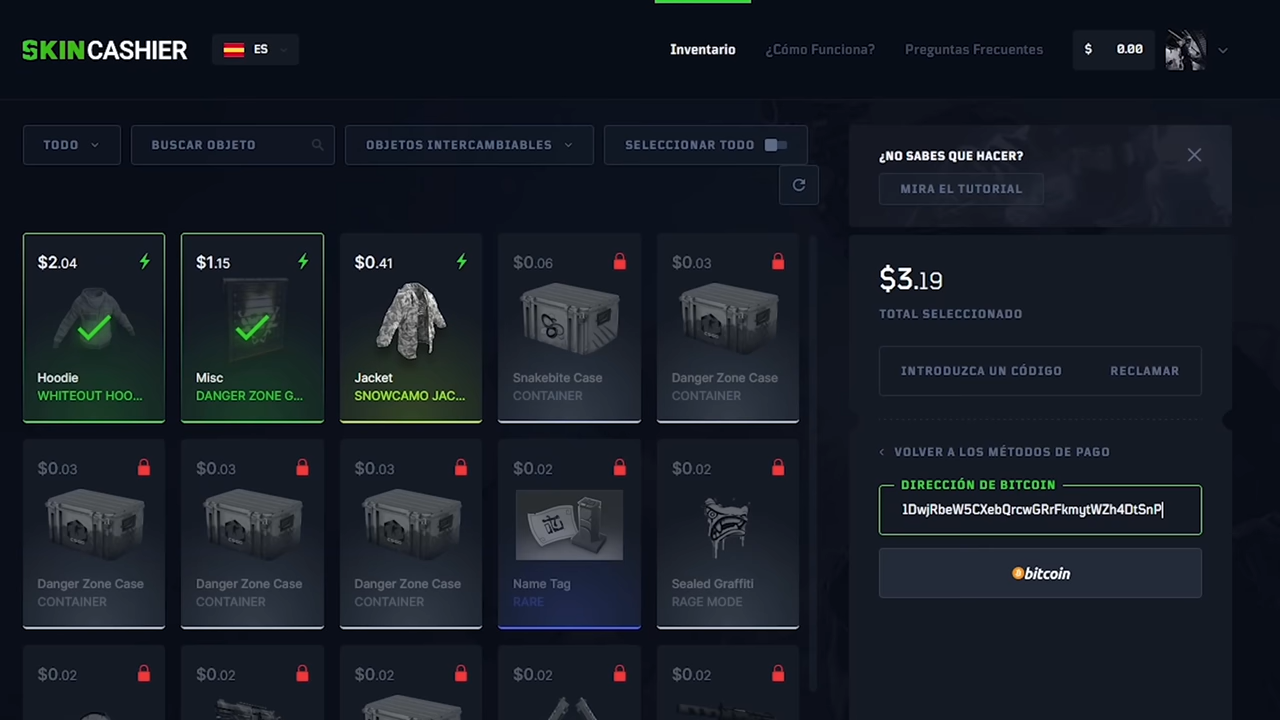 SKINCASHIER
ES
Inventario
¿Cómo Funciona?
Preguntas Frecuentes
$ 0.00
TODO
BUSCAR OBJETO
OBJETOS INTERCAMBIABLES
SELECCIONAR TODO
¿NO SABES QUE HACER?
MIRA EL TUTORIAL
$2.04
Hoodie
WHITEOUT HOO...
$1.15
Misc
DANGER ZONE G...
$0.41
Jacket
SNOWCAMO JAC...
$0.06
Snakebite Case
CONTAINER
$0.03
Danger Zone Case
CONTAINER
$3.19
TOTAL SELECCIONADO
INTRODUZCA UN CÓDIGO
RECLAMAR
VOLVER A LOS MÉTODOS DE PAGO
DIRECCIÓN DE BITCOIN
1DwjRbeW5CXebQrcwGRrFkmytWZh4DtSnP
bitcoin
$0.03
Danger Zone Case
CONTAINER
$0.03
Danger Zone Case
CONTAINER
$0.03
Danger Zone Case
CONTAINER
$0.02
Name Tag
RARE
$0.02
Sealed Graffiti
RAGE MODE
$0.02
$0.02
$0.02
$0.02
$0.02